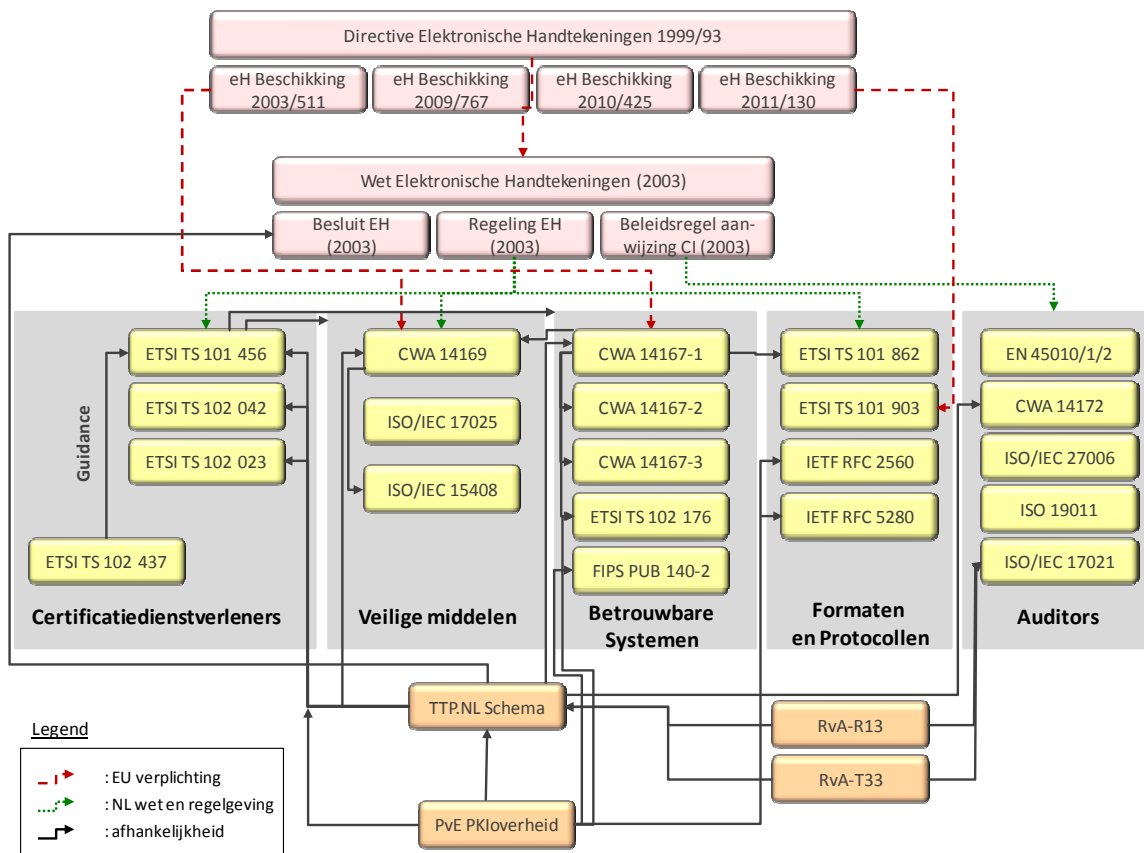 Directive Elektronische Handtekeningen 1999/93
eH Beschikking
2003/511
eH Beschikking
2009/767
eH Beschikking
2010/425
eH Beschikking
2011/130
Wet Elektronische Handtekeningen (2003)
Besluit EH
(2003)
Regeling EH
(2003)
Beleidsregel aan-
wijzing CI (2003)
Guidance
ETSI TS 101 456
ETSI TS 102 042
ETSI TS 102 023
ETSI TS 102 437
Certificatiedienstverleners
CWA 14169
ISO/IEC 17025
ISO/IEC 15408
Veilige middelen
CWA 14167-1
CWA 14167-2
CWA 14167-3
ETSI TS 102 176
FIPS PUB 140-2
Betrouwbare
Systemen
ETSI TS 101 862
ETSI TS 101 903
IETF RFC 2560
IETF RFC 5280
Formaten
en Protocollen
EN 45010/1/2
CWA 14172
ISO/IEC 27006
ISO 19011
ISO/IEC 17021
Auditors
TTP.NL Schema
RvA-R13
RvA-T33
PvE PKIoverheid
Legend
: EU verplichting
: NL wet en regelgeving
: afhankelijkheid